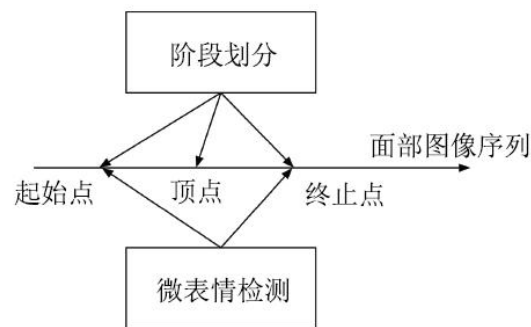 阶段划分
面部图像序列
起始点
顶点
终止点
微表情检测